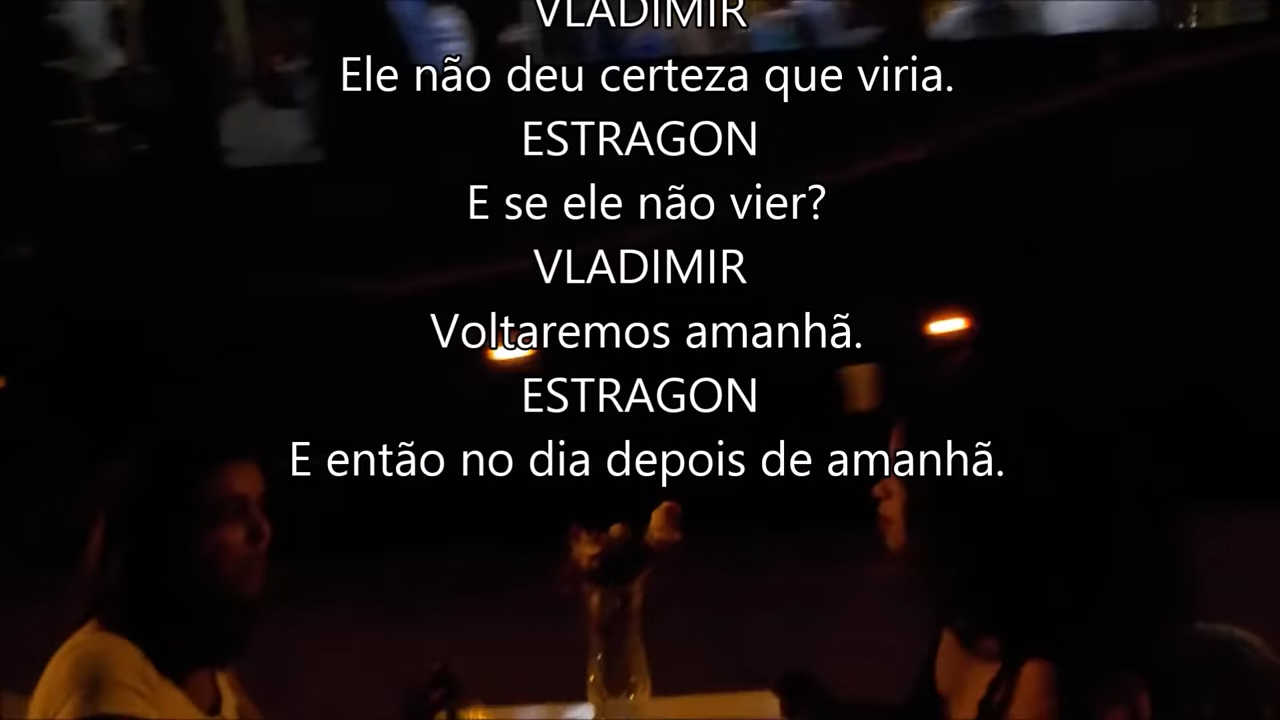 VLADIMIR
Ele não deu certeza que viria.
ESTRAGON
E se ele não vier?
VLADIMIR
Voltaremos amanhã.
ESTRAGON
E então no dia depois de amanhã.